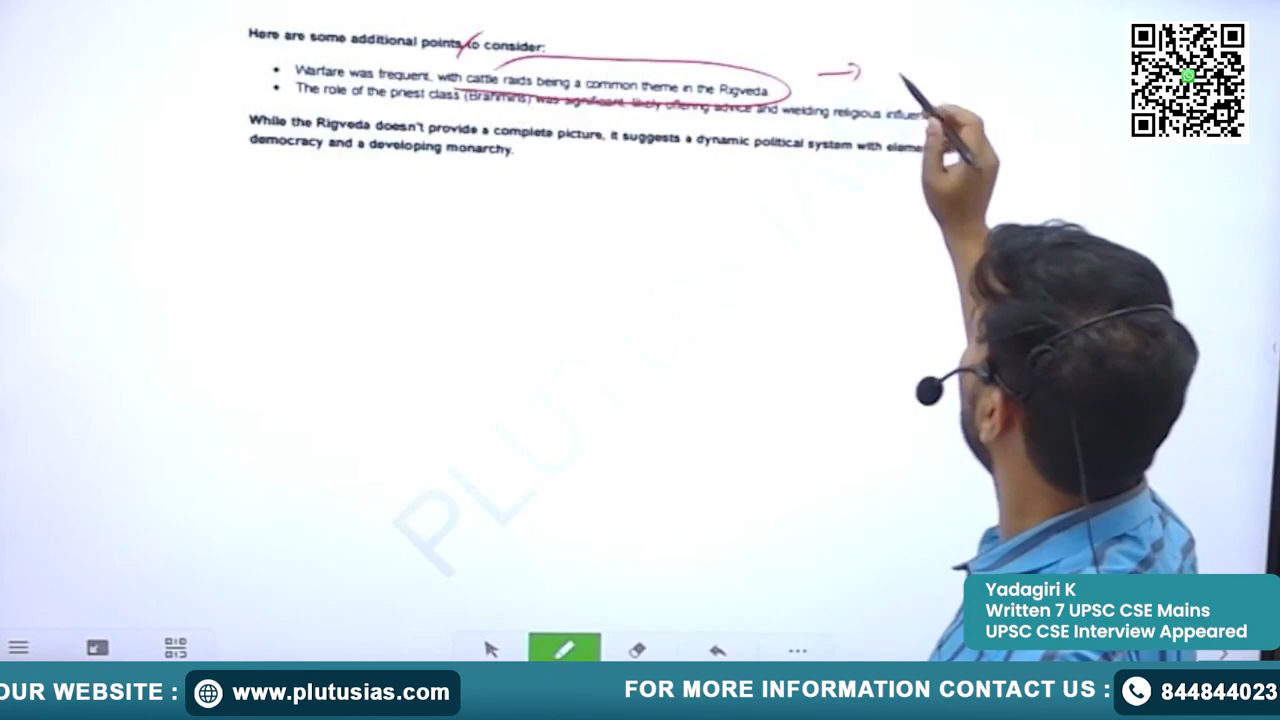 Here are some additional points to consider:
• Warfare was frequent, with cattle raids being a common theme in the Rigveda.
• The role of the priest class (Brahmins) was significant, likely offering advice and wielding religious
While the Rigveda doesn't provide a complete picture, it suggests a dynamic political system with
democracy and a developing monarchy.
PLUTUS
Yadagiri K
Written 7 UPSC CSE Mains
UPSC CSE Interview Appeared
OUR WEBSITE : www.plutusias.com
FOR MORE INFORMATION CONTACT US : 844844023